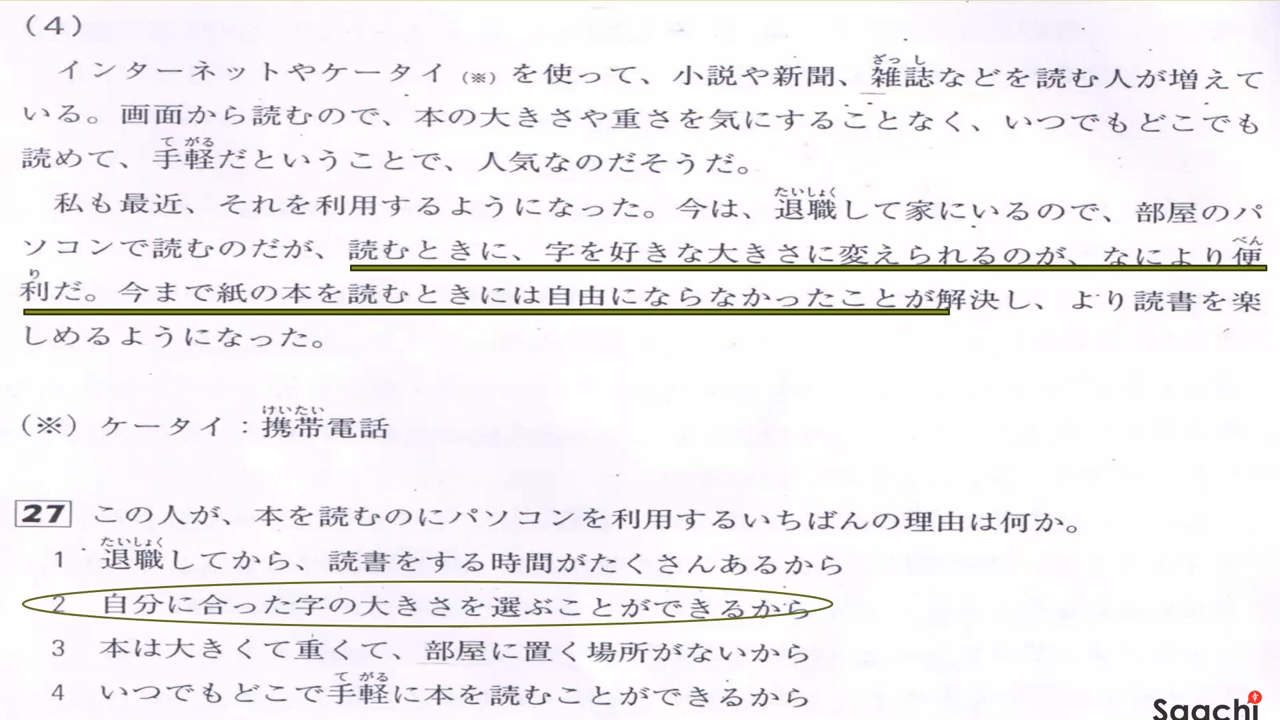 (4)
インターネットやケータイ(※)を使って、小説や新聞、雑誌などを読む人が増えて
いる。画面から読むので、本の大きさや重さを気にすることなく、いつでもどこでも
読めて、手軽だということで、人気なのだそうだ。
私も最近、それを利用するようになった。今は、退職して家にいるので、部屋のパ
ソコンで読むのだが、読むときに、字を好きな大きさに変えられるのが、なにより便
利だ。今まで紙の本を読むときには自由にならなかったことが解決し、より読書を楽
しめるようになった。
(※)ケータイ:携帯電話
27 この人が、本を読むのにパソコンを利用するいちばんの理由は何か。
1 退職してから、読書をする時間がたくさんあるから
2 自分に合った字の大きさを選ぶことができるから
3 本は大きくて重くて、部屋に置く場所がないから
4 いつでもどこで手軽に本を読むことができるから
Saachi